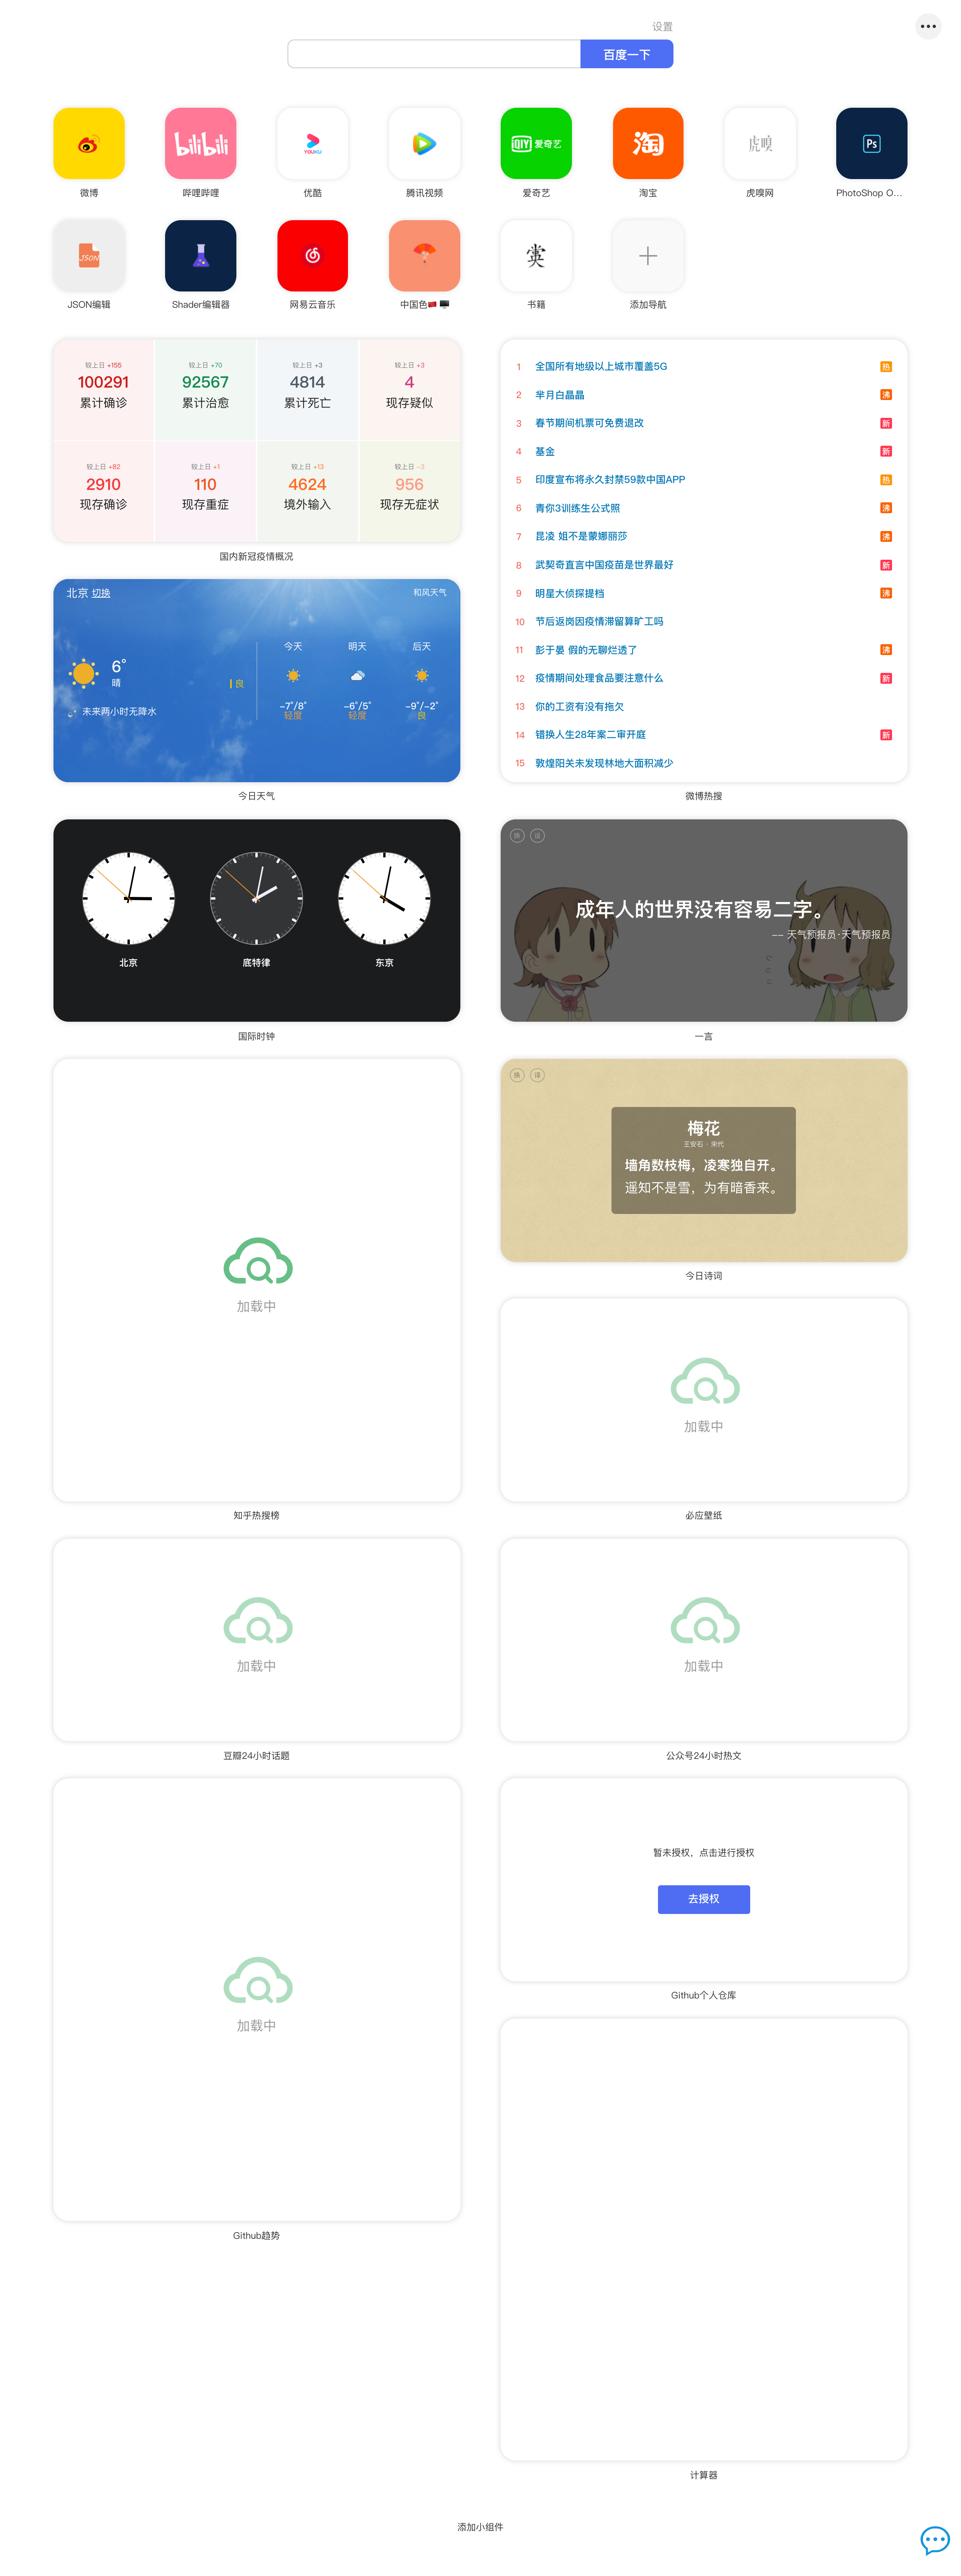 设置
百度一下
bilibili
YOUKU
iQIYI 爱奇艺
淘
虎嗅
Ps
微博
哔哩哔哩
优酷
腾讯视频
爱奇艺
淘宝
虎嗅网
PhotoShop O...
JSON
JSON编辑
Shader编辑器
网易云音乐
中国色
书籍
添加导航
较上日 +155
100291
累计确诊
较上日 +70
92567
累计治愈
较上日 +3
4814
累计死亡
较上日 +3
4
现存疑似
较上日 +82
2910
现存确诊
较上日 +1
110
现存重症
较上日 +13
4624
境外输入
较上日 -3
956
现存无症状
国内新冠疫情概况
1 全国所有地级以上城市覆盖5G 热
2 芈月白晶晶 沸
3 春节期间机票可免费退改 新
4 基金 新
5 印度宣布将永久封禁59款中国APP 热
6 青你3训练生公式照 沸
7 昆凌 姐不是蒙娜丽莎 沸
8 武契奇直言中国疫苗是世界最好 新
9 明星大侦探提档 沸
10 节后返岗因疫情滞留算旷工吗
11 彭于晏 假的无聊烂透了 沸
12 疫情期间处理食品要注意什么 新
13 你的工资有没有拖欠
14 错换人生28年案二审开庭 新
15 敦煌阳关未发现林地大面积减少
微博热搜
北京 切换
和风天气
6°
晴
良
未来两小时无降水
今天
明天
后天
-7°/8°
-6°/5°
-9°/-2°
轻度
轻度
良
今日天气
北京
底特律
东京
国际时钟
换
译
成年人的世界没有容易二字。
-- 天气预报员·天气预报员
一言
换
译
梅花
王安石 · 宋代
墙角数枝梅，凌寒独自开。
遥知不是雪，为有暗香来。
今日诗词
加载中
知乎热搜榜
加载中
必应壁纸
加载中
豆瓣24小时话题
加载中
公众号24小时热文
加载中
Github趋势
暂未授权，点击进行授权
去授权
Github个人仓库
计算器
添加小组件